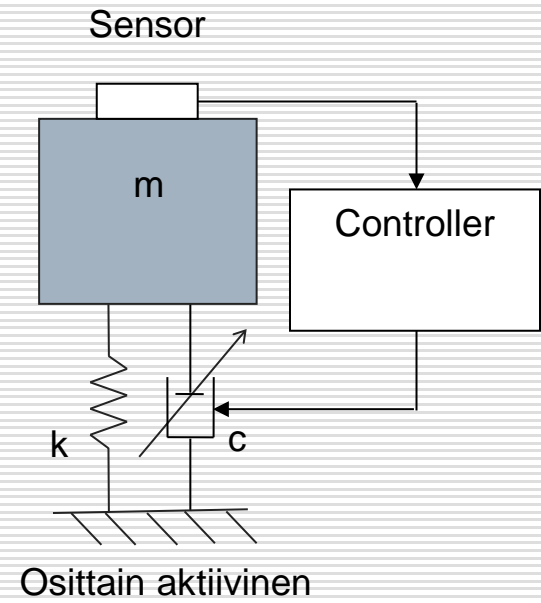 Sensor
m
Controller
k
c
Osittain aktiivinen